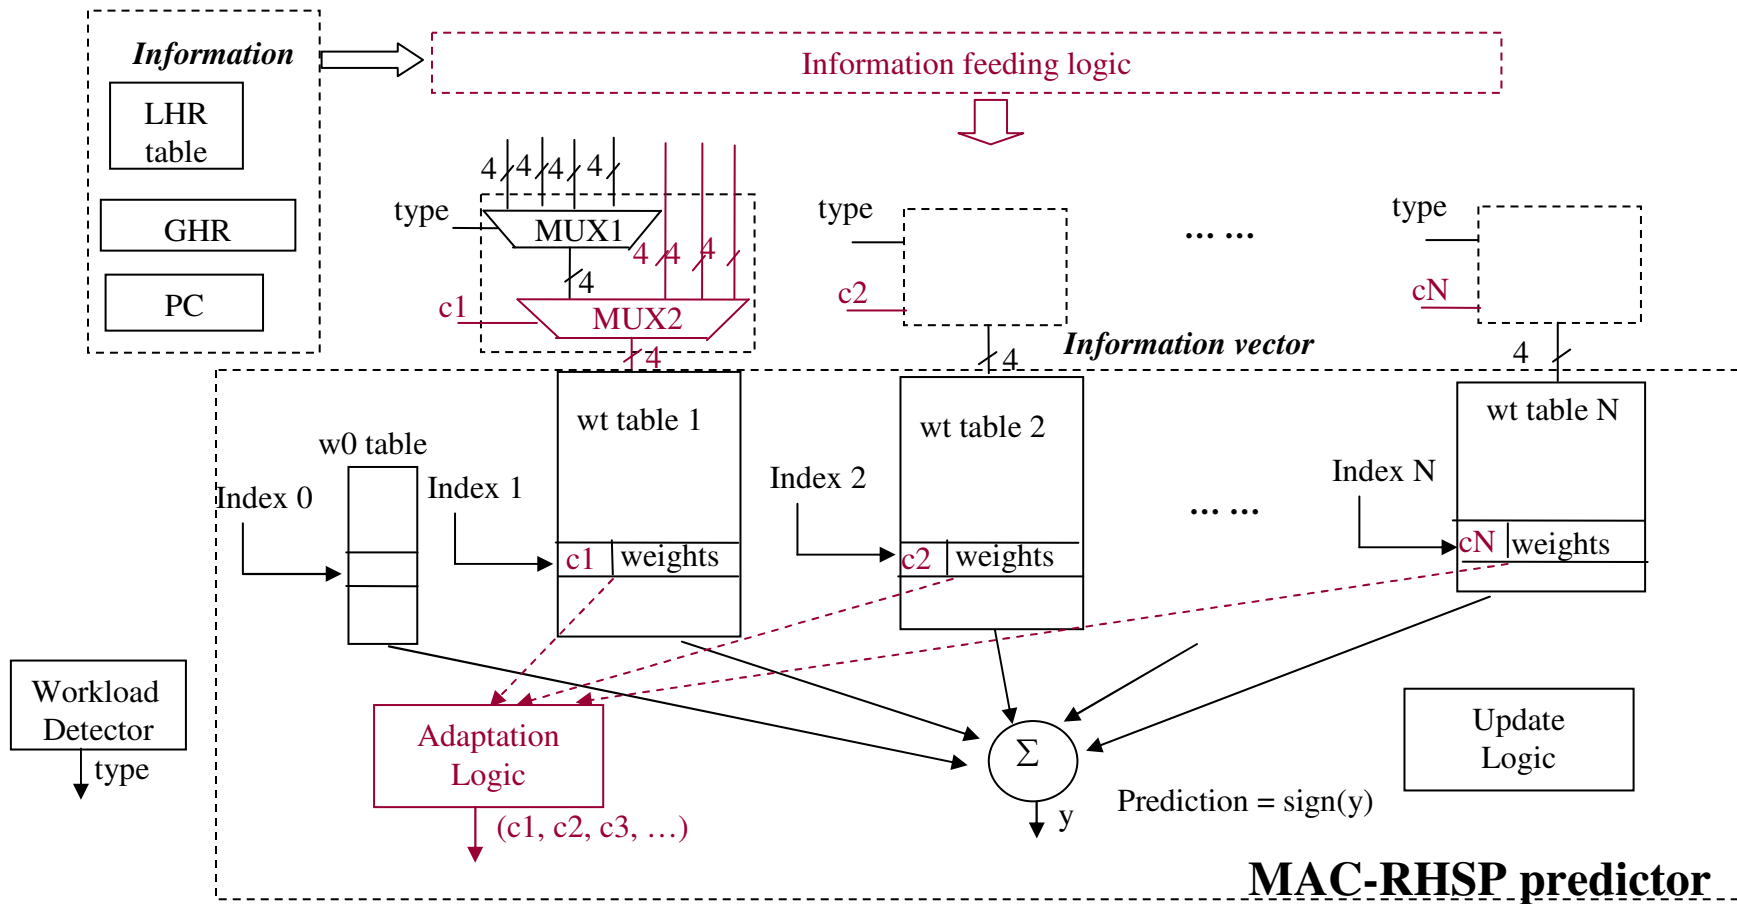 Information
LHR
table
GHR
PC
Information feeding logic
4 4 4 4
type
MUX1
4 4 4
4
c1
MUX2
4
type
c2
4
... ...
type
cN
4
Information vector
w0 table
Index 0
Index 1
wt table 1
c1 weights
Index 2
wt table 2
c2 weights
... ...
Index N
wt table N
cN weights
Workload
Detector
type
Adaptation
Logic
(c1, c2, c3, …)
Σ
y
Prediction = sign(y)
Update
Logic
MAC-RHSP predictor